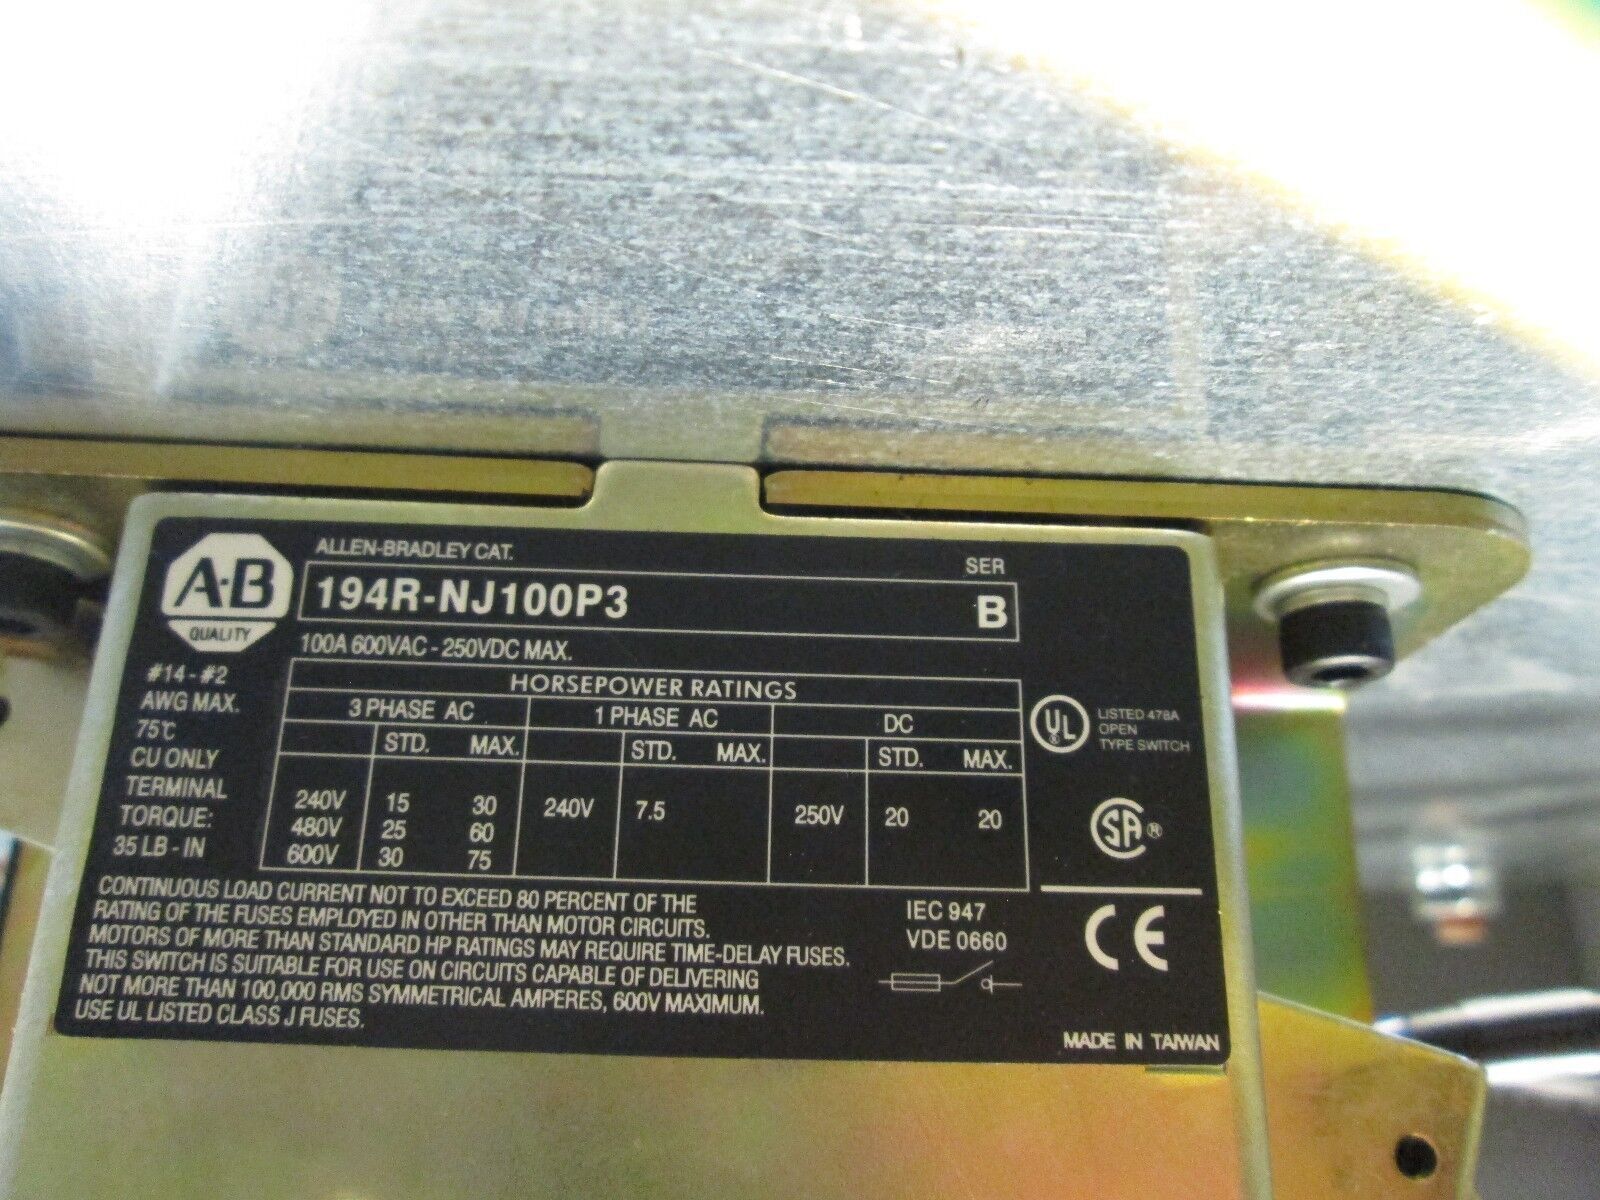 A-B
QUALITY
ALLEN-BRADLEY CAT.
SER
194R-NJ100P3
B
100A 600VAC - 250VDC MAX.
#14 - #2
AWG MAX.
75℃
CU ONLY
TERMINAL
TORQUE:
35 LB - IN
HORSEPOWER RATINGS
3 PHASE AC 1 PHASE AC DC
STD. MAX. STD. MAX. STD. MAX.
240V 15 30 240V 7.5 250V 20 20
480V 25 60
600V 30 75
UL
LISTED 478A
OPEN
TYPE SWITCH
SA
CONTINUOUS LOAD CURRENT NOT TO EXCEED 80 PERCENT OF THE
RATING OF THE FUSES EMPLOYED IN OTHER THAN MOTOR CIRCUITS.
MOTORS OF MORE THAN STANDARD HP RATINGS MAY REQUIRE TIME-DELAY FUSES.
THIS SWITCH IS SUITABLE FOR USE ON CIRCUITS CAPABLE OF DELIVERING
NOT MORE THAN 100,000 RMS SYMMETRICAL AMPERES, 600V MAXIMUM.
USE UL LISTED CLASS J FUSES.
IEC 947
VDE 0660
CE
MADE IN TAIWAN